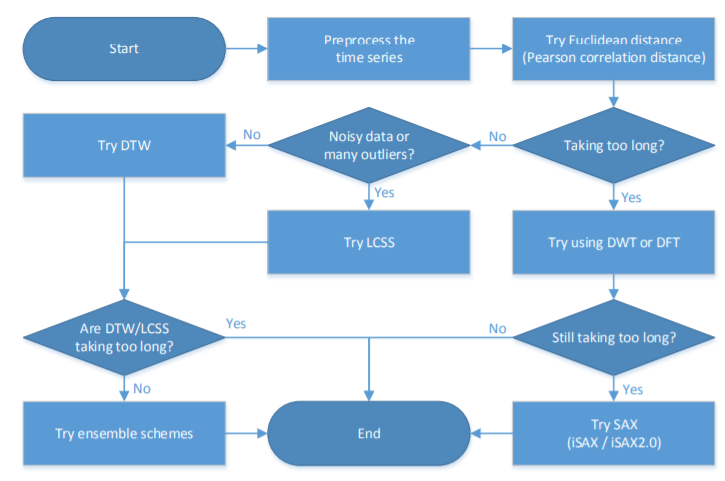 Start
Preprocess the
time series
Try Euclidean distance
(Pearson correlation distance)
Try DTW
No
Noisy data or
many outliers?
No
Taking too long?
Yes
Yes
Try LCSS
Try using DWT or DFT
Are DTW/LCSS
taking too long?
Yes
No
Still taking too long?
No
Yes
Try ensemble schemes
End
Try SAX
(iSAX / iSAX2.0)